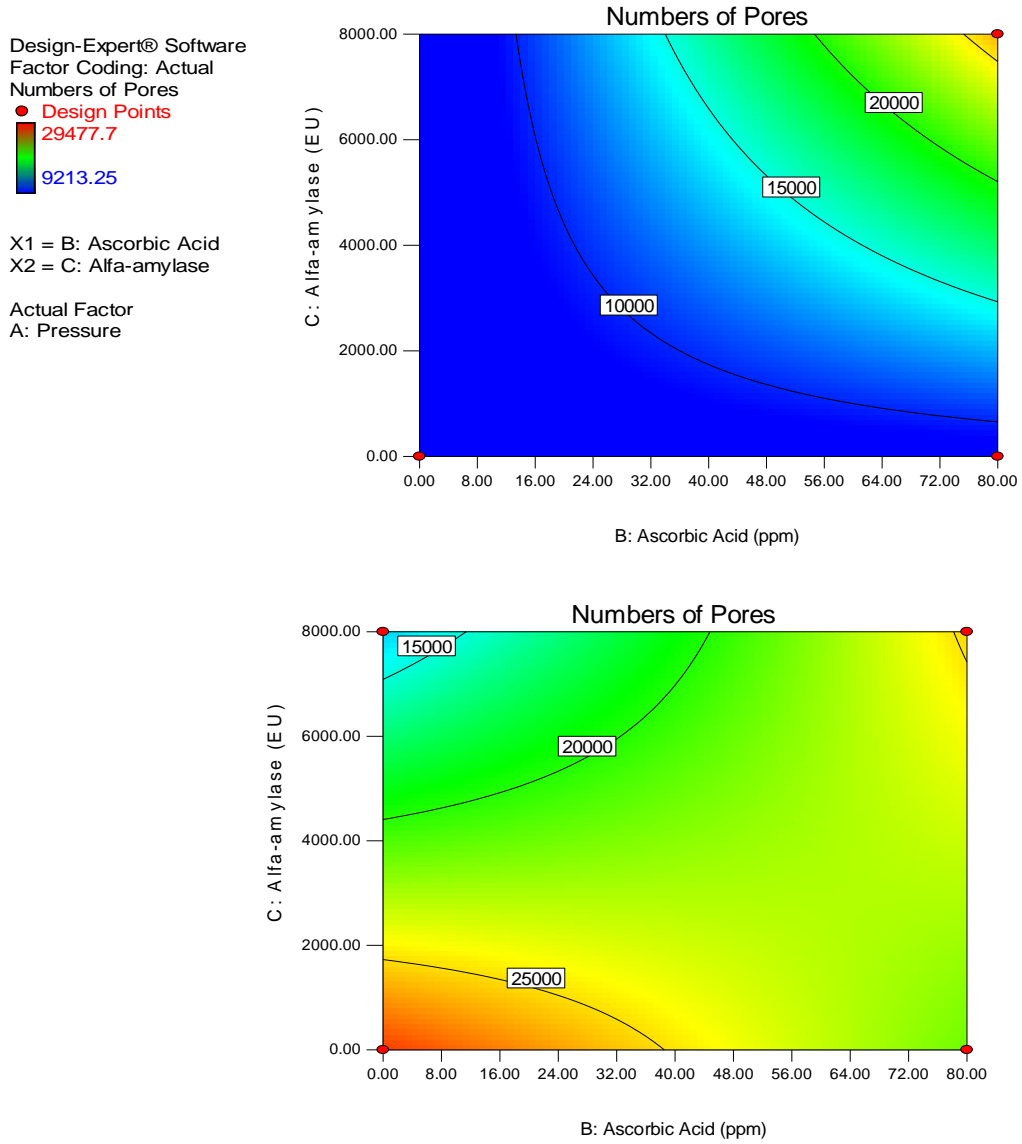 Design-Expert® Software
Factor Coding: Actual
Numbers of Pores
Design Points
29477.7
9213.25
X1 = B: Ascorbic Acid
X2 = C: Alfa-amylase
Actual Factor
A: Pressure
Numbers of Pores
C: Alfa-amylase (EU)
8000.00
6000.00
4000.00
2000.00
0.00
20000
15000
10000
0.00 8.00 16.00 24.00 32.00 40.00 48.00 56.00 64.00 72.00 80.00
B: Ascorbic Acid (ppm)
Numbers of Pores
C: Alfa-amylase (EU)
8000.00
6000.00
4000.00
2000.00
0.00
15000
20000
25000
0.00 8.00 16.00 24.00 32.00 40.00 48.00 56.00 64.00 72.00 80.00
B: Ascorbic Acid (ppm)